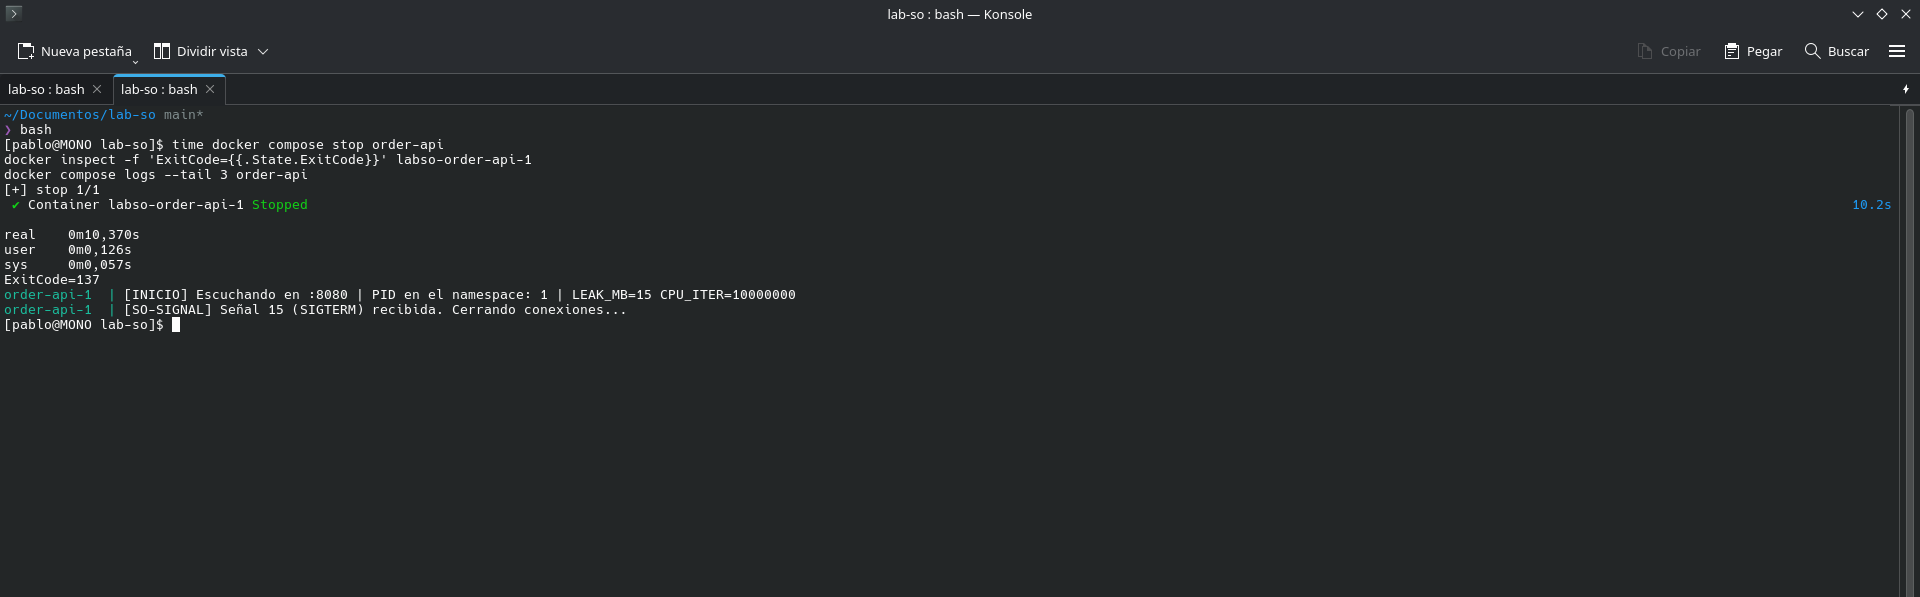 lab-so : bash — Konsole
Nueva pestaña
Dividir vista
Copiar
Pegar
Buscar
lab-so : bash
lab-so : bash
~/Documentos/lab-so main*
❯ bash
[pablo@MONO lab-so]$ time docker compose stop order-api
docker inspect -f 'ExitCode={{.State.ExitCode}}' labso-order-api-1
docker compose logs --tail 3 order-api
[+] stop 1/1
✔ Container labso-order-api-1 Stopped 10.2s
real 0m10,370s
user 0m0,126s
sys 0m0,057s
ExitCode=137
order-api-1 | [INICIO] Escuchando en :8080 | PID en el namespace: 1 | LEAK_MB=15 CPU_ITER=10000000
order-api-1 | [SO-SIGNAL] Señal 15 (SIGTERM) recibida. Cerrando conexiones...
[pablo@MONO lab-so]$